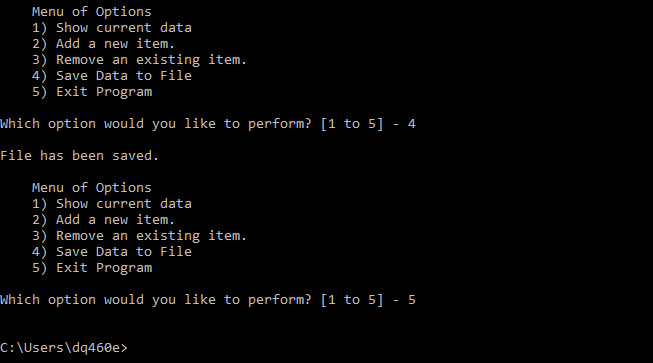 Menu of Options
1) Show current data
2) Add a new item.
3) Remove an existing item.
4) Save Data to File
5) Exit Program
Which option would you like to perform? [1 to 5] - 4
File has been saved.
Menu of Options
1) Show current data
2) Add a new item.
3) Remove an existing item.
4) Save Data to File
5) Exit Program
Which option would you like to perform? [1 to 5] - 5
C:\Users\dq460e>